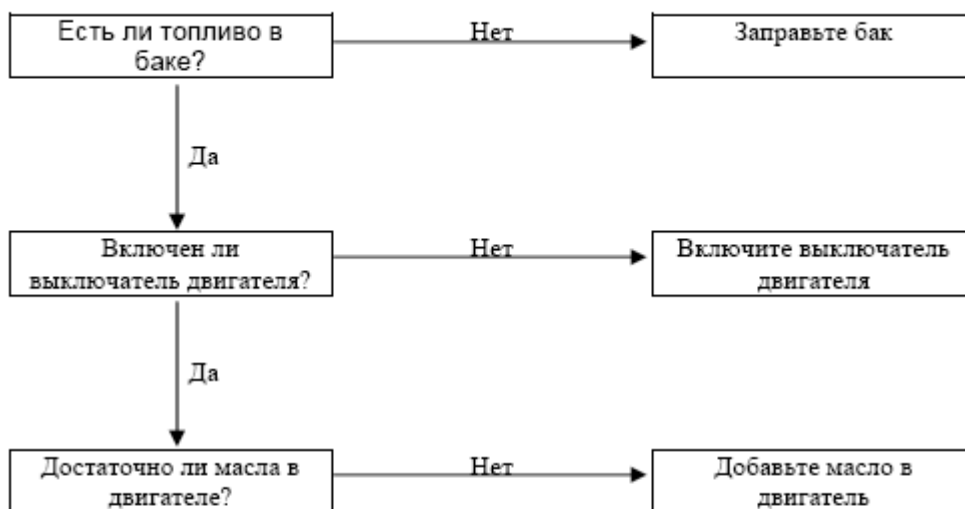 Есть ли топливо в
баке?
Нет
Заправьте бак
Да
Включен ли
выключатель двигателя?
Нет
Включите выключатель
двигателя
Да
Достаточно ли масла в
двигателе?
Нет
Добавьте масло в
двигатель